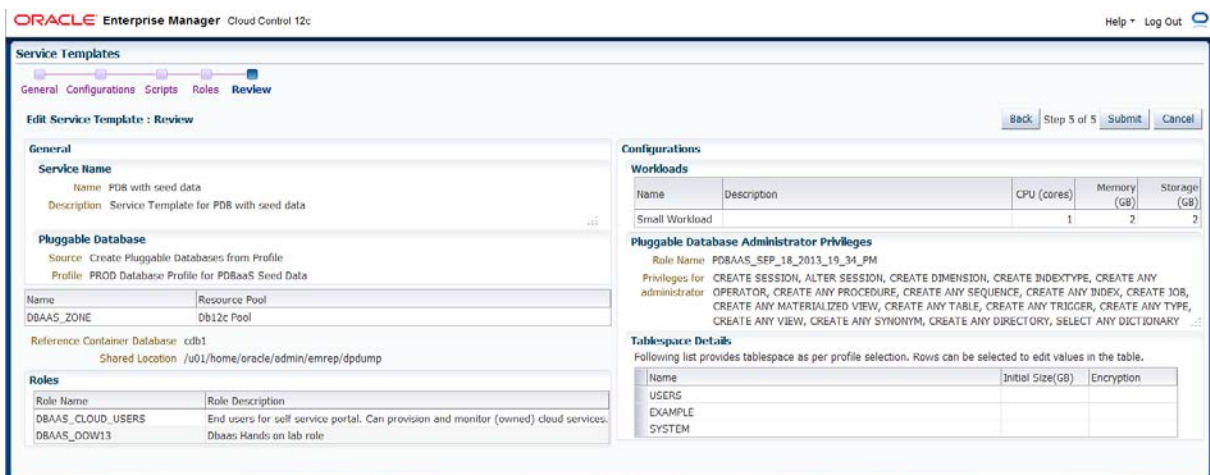 ORACLE Enterprise Manager Cloud Control 12c
Help Log Out
Service Templates
General Configurations Scripts Roles Review
Edit Service Template : Review
Back Step 5 of 5 Submit Cancel
General
Service Name
Name PDB with seed data
Description Service Template for PDB with seed data
Pluggable Database
Source Create Pluggable Databases from Profile
Profile PROD Database Profile for PDBaaS Seed Data
Name Resource Pool
DBAAS_ZONE Db12c Pool
Reference Container Database cdb1
Shared Location /u01/home/oracle/admin/emrep/dpdump
Roles
Role Name Role Description
DBAAS_CLOUD_USERS End users for self service portal. Can provision and monitor (owned) cloud services.
DBAAS_OOW13 Dbaas Hands on lab role
Configurations
Workloads
Name Description CPU (cores) Memory (GB) Storage (GB)
Small Workload 1 2 2
Pluggable Database Administrator Privileges
Role Name PDBAAS_SEP_18_2013_19_34_PM
Privileges for administrator CREATE SESSION, ALTER SESSION, CREATE DIMENSION, CREATE INDEXTYPE, CREATE ANY
OPERATOR, CREATE ANY PROCEDURE, CREATE ANY SEQUENCE, CREATE ANY INDEX, CREATE JOB,
CREATE ANY MATERIALIZED VIEW, CREATE ANY TABLE, CREATE ANY TRIGGER, CREATE ANY TYPE,
CREATE ANY VIEW, CREATE ANY SYNONYM, CREATE ANY DIRECTORY, SELECT ANY DICTIONARY
Tablespace Details
Following list provides tablespace as per profile selection. Rows can be selected to edit values in the table.
Name Initial Size(GB) Encryption
USERS
EXAMPLE
SYSTEM